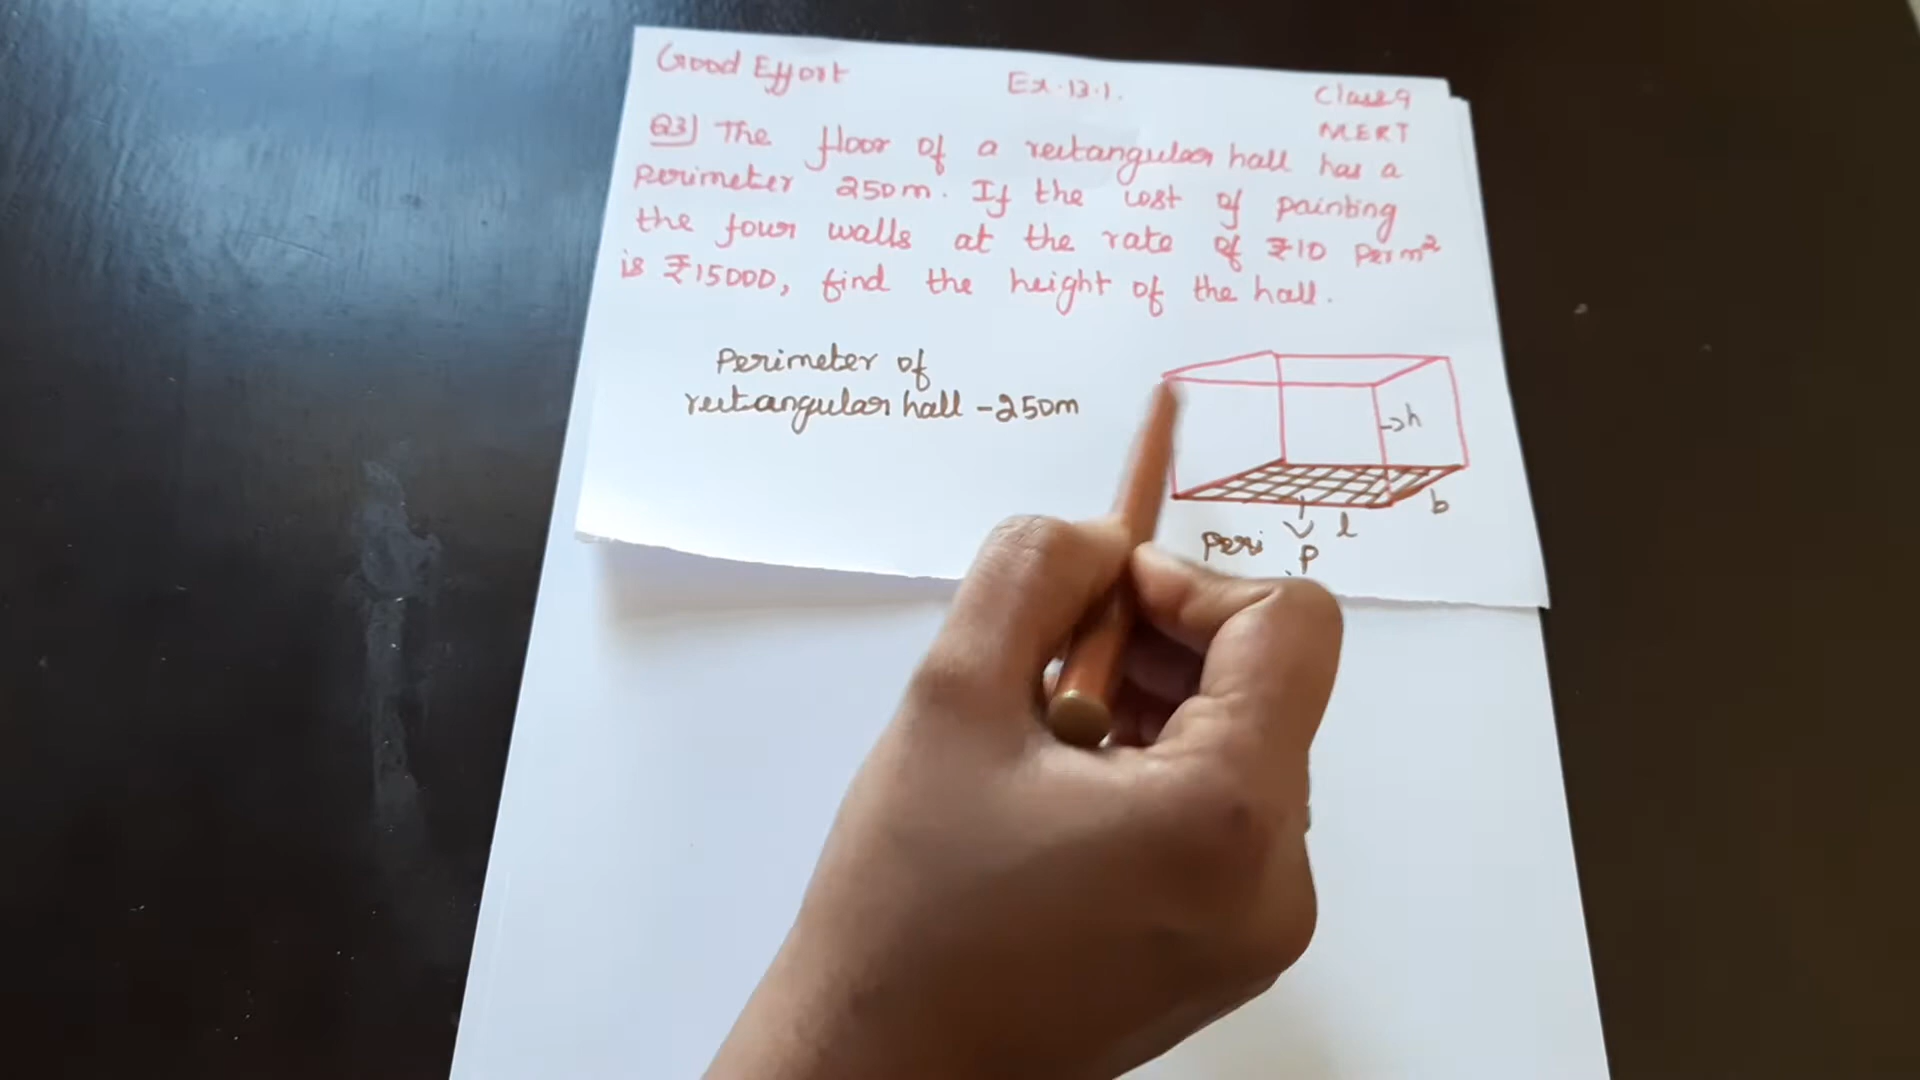 Good Effort Ex.13.1. Class 9
NCERT
Q3) The floor of a rectangular hall has a
perimeter 250m. If the cost of painting
the four walls at the rate of ₹10 Per m²
is ₹15000, find the height of the hall.
Perimeter of
rectangular hall - 250m
h
b
l
Peri P